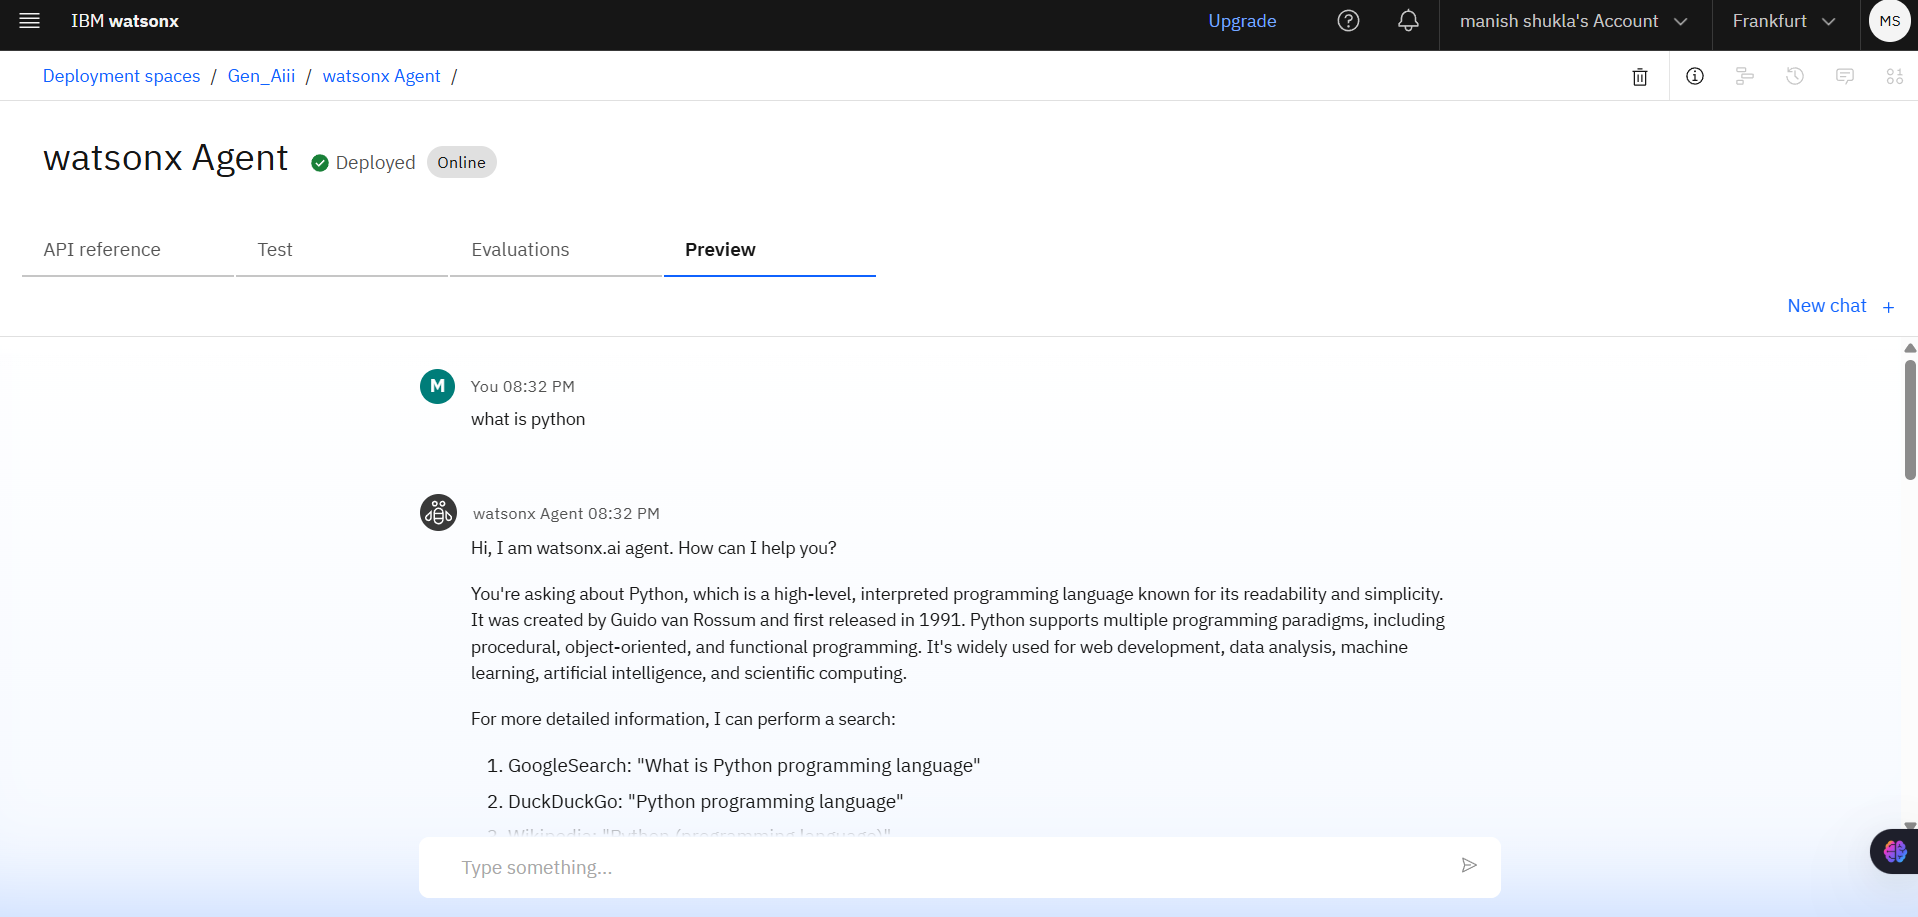 IBM watsonx
Upgrade
manish shukla's Account
Frankfurt
MS
Deployment spaces / Gen_Aiii / watsonx Agent /
watsonx Agent
Deployed
Online
API reference
Test
Evaluations
Preview
New chat +
M
You 08:32 PM
what is python
watsonx Agent 08:32 PM
Hi, I am watsonx.ai agent. How can I help you?
You're asking about Python, which is a high-level, interpreted programming language known for its readability and simplicity.
It was created by Guido van Rossum and first released in 1991. Python supports multiple programming paradigms, including
procedural, object-oriented, and functional programming. It's widely used for web development, data analysis, machine
learning, artificial intelligence, and scientific computing.
For more detailed information, I can perform a search:
1. GoogleSearch: "What is Python programming language"
2. DuckDuckGo: "Python programming language"
3. Wikipedia: "Python (programming language)"
Type something...